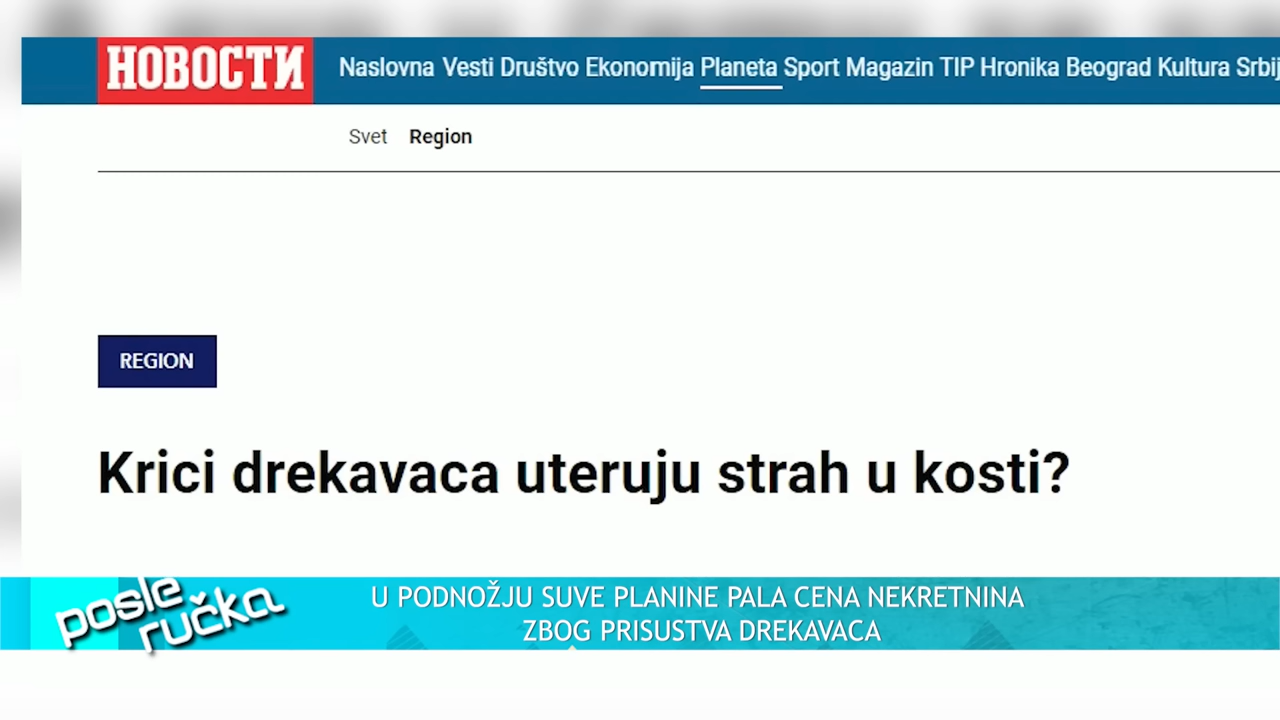 НОВОСТИ
Naslovna Vesti Društvo Ekonomija Planeta Sport Magazin TIP Hronika Beograd Kultura Srbij
Svet Region
REGION
Krici drekavaca uteruju strah u kosti?
posle
ručka
U PODNOŽJU SUVE PLANINE PALA CENA NEKRETNINA
ZBOG PRISUSTVA DREKAVACA